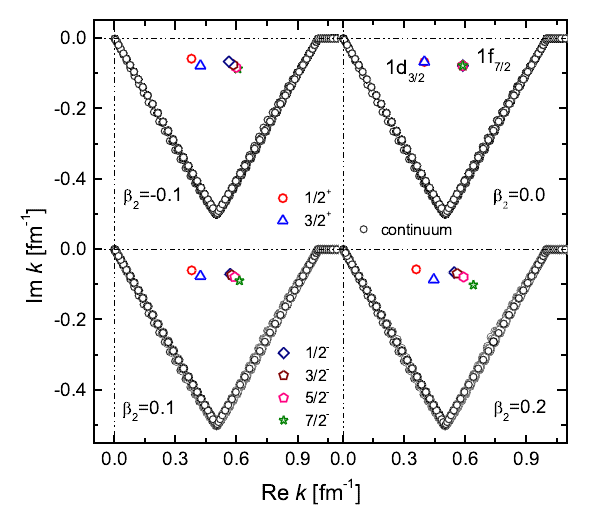 0.0
1d3/2
1f7/2
-0.2
-0.4
β2=-0.1
1/2+
3/2+
β2=0.0
continuum
Im k [fm-1]
0.0
-0.2
-0.4
β2=0.1
1/2-
3/2-
5/2-
7/2-
β2=0.2
0.0 0.3 0.6 0.9 0.0 0.3 0.6 0.9
Re k [fm-1]